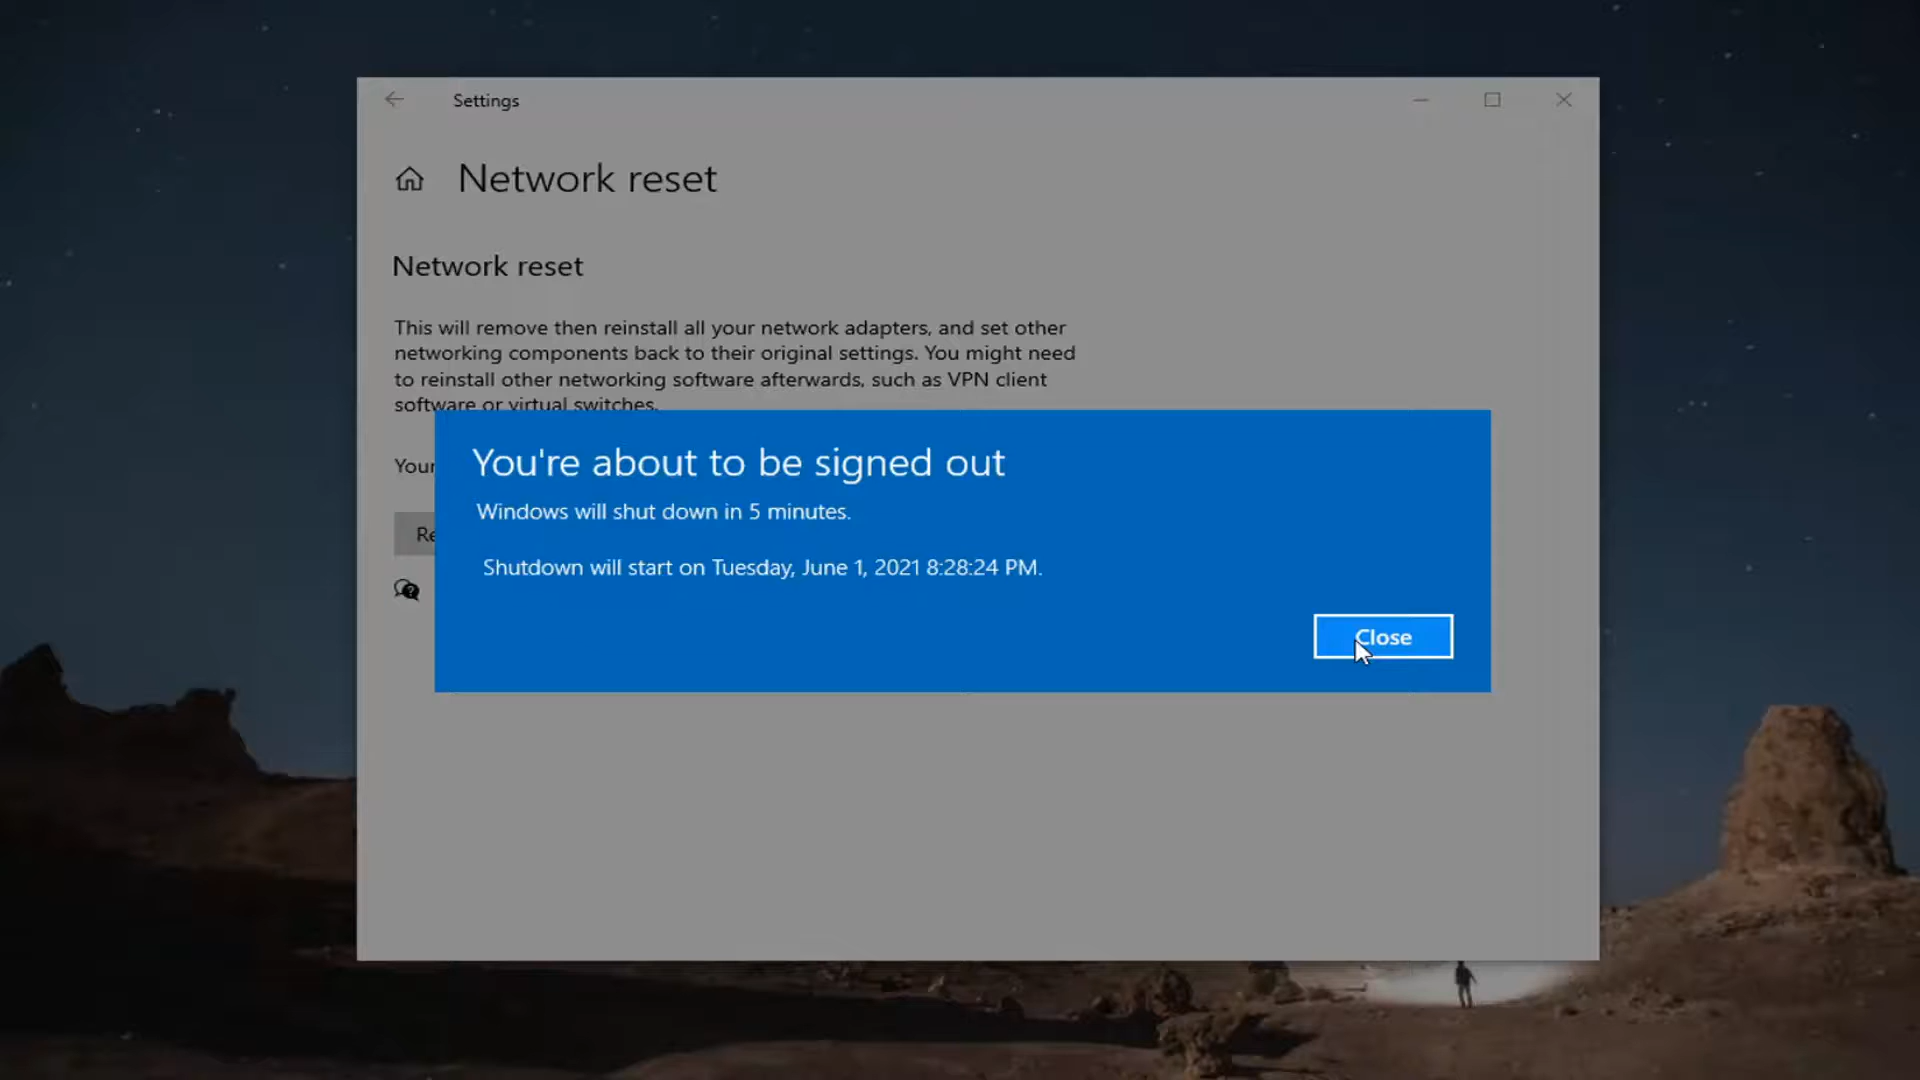 Settings
Network reset
Network reset
This will remove then reinstall all your network adapters, and set other
networking components back to their original settings. You might need
to reinstall other networking software afterwards, such as VPN client
software or virtual switches.
Your
You're about to be signed out
Windows will shut down in 5 minutes.
Re
Shutdown will start on Tuesday, June 1, 2021 8:28:24 PM.
Close